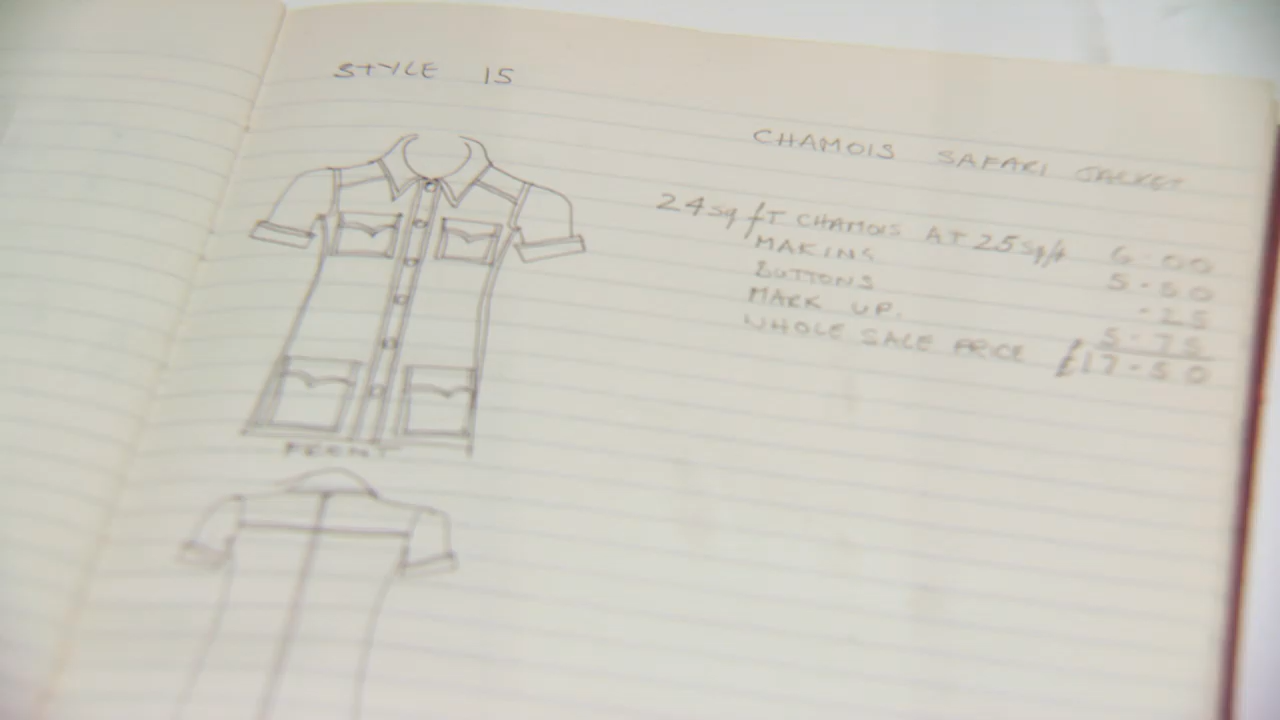 STYLE 15
CHAMOIS SAFARI JACKET
24 sq ft CHAMOIS AT 25 sq/ft 6.00
MAKING 5.50
BUTTONS .25
MARK UP. 5.75
WHOLE SALE PRICE £17.50
FRONT